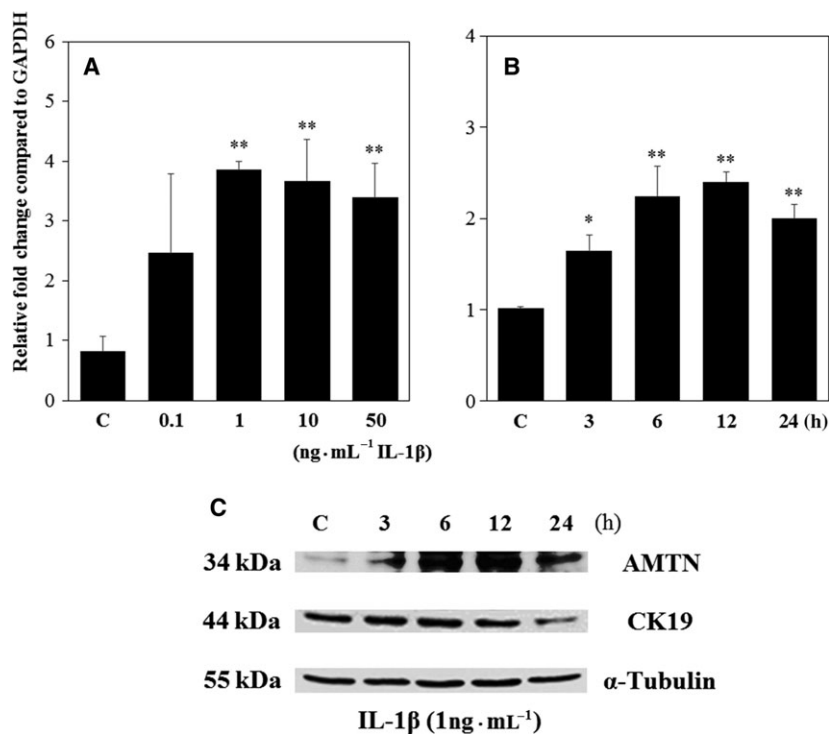 Relative fold change compared to GAPDH
A
6
5
4
3
2
1
0
** ** **
C 0.1 1 10 50
(ng · mL⁻¹ IL-1β)
B
4
3
2
1
0
* ** ** **
C 3 6 12 24 (h)
C
C 3 6 12 24 (h)
34 kDa AMTN
44 kDa CK19
55 kDa α-Tubulin
IL-1β (1ng · mL⁻¹)